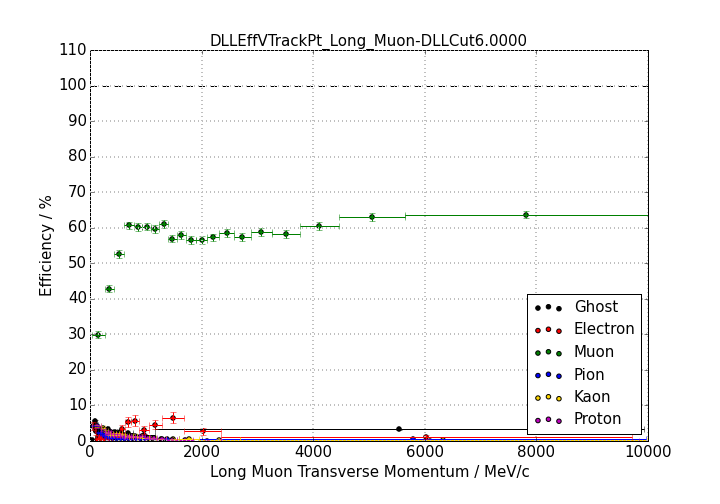 DLLEffVTrackPt_Long_Muon-DLLCut6.0000
110
100
90
80
70
60
50
40
30
20
10
0
Efficiency / %
Ghost
Electron
Muon
Pion
Kaon
Proton
0 2000 4000 6000 8000 10000
Long Muon Transverse Momentum / MeV/c